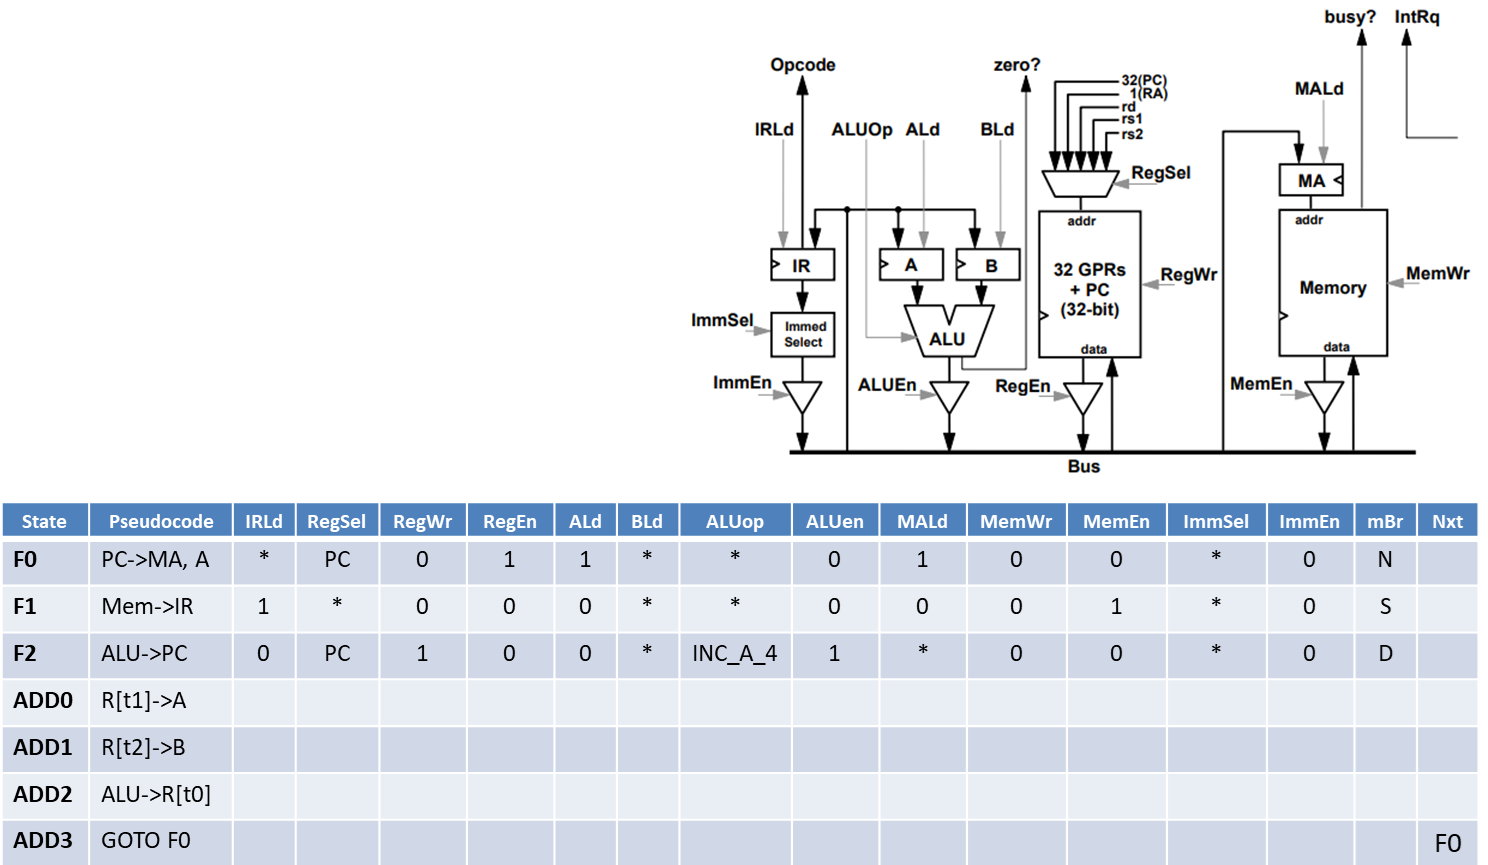 busy? IntRq
Opcode zero?
32(PC)
1(RA)
rd
rs1
rs2
MALd
IRLd ALUOp ALd BLd
RegSel
MA
addr addr
IR A B
32 GPRs
+ PC
(32-bit)
RegWr MemWr
Memory
ImmSel
Immed
Select
ALU
data data
ImmEn ALUEn RegEn MemEn
Bus
State Pseudocode IRLd RegSel RegWr RegEn ALd BLd ALUop ALUen MALd MemWr MemEn ImmSel ImmEn mBr Nxt
F0 PC->MA, A * PC 0 1 1 * * 0 1 0 0 * 0 N
F1 Mem->IR 1 * 0 0 0 * * 0 0 0 1 * 0 S
F2 ALU->PC 0 PC 1 0 0 * INC_A_4 1 * 0 0 * 0 D
ADD0 R[t1]->A
ADD1 R[t2]->B
ADD2 ALU->R[t0]
ADD3 GOTO F0 F0